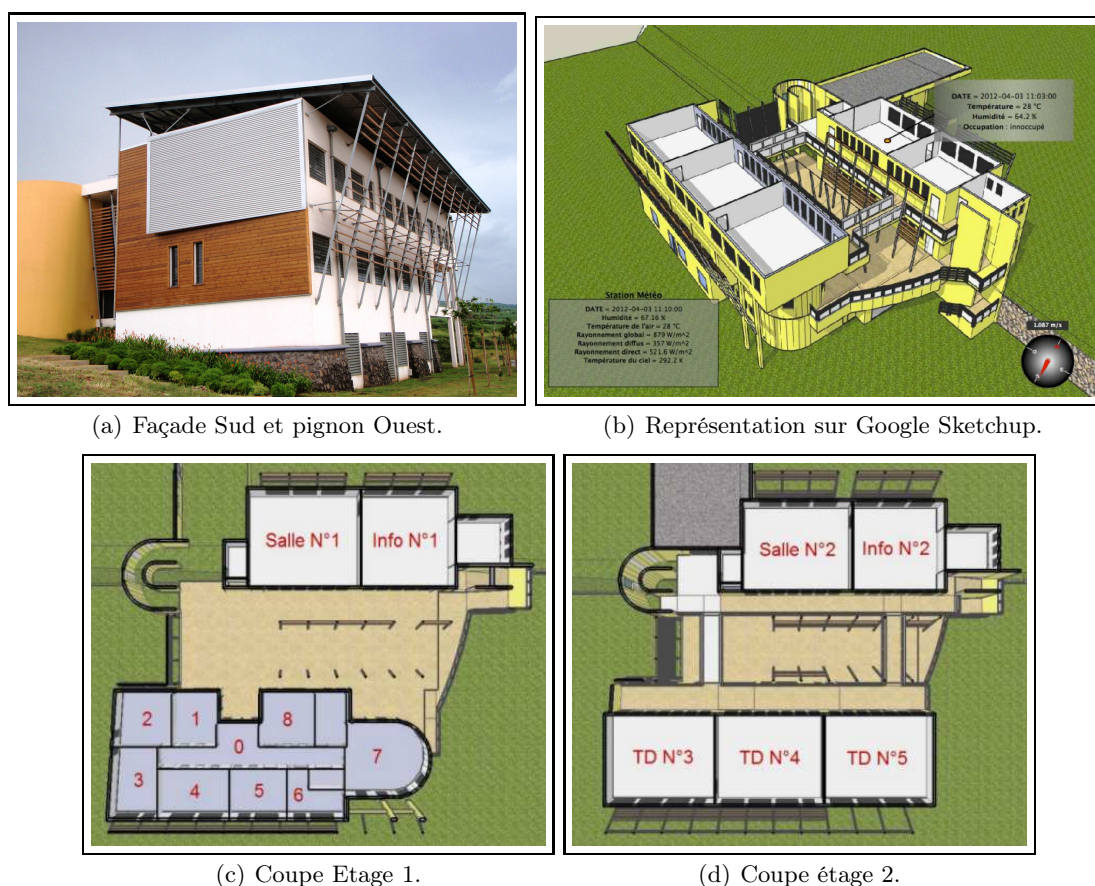 DATE = 2012-04-03 11:03:00
Température = 28 °C
Humidité = 64.2 %
Occupation : innoccupé
Station Météo
DATE = 2012-04-03 11:10:00
Humidité = 67.16 %
Température de l'air = 28 °C
Rayonnement global = 879 W/m^2
Rayonnement diffus = 357 W/m^2
Rayonnement direct = 521.6 W/m^2
Température du ciel = 292.2 K
1.087 m/s
(a) Façade Sud et pignon Ouest.
(b) Représentation sur Google Sketchup.
Salle N°1
Info N°1
2
1
8
0
7
3
4
5
6
(c) Coupe Etage 1.
Salle N°2
Info N°2
TD N°3
TD N°4
TD N°5
(d) Coupe étage 2.